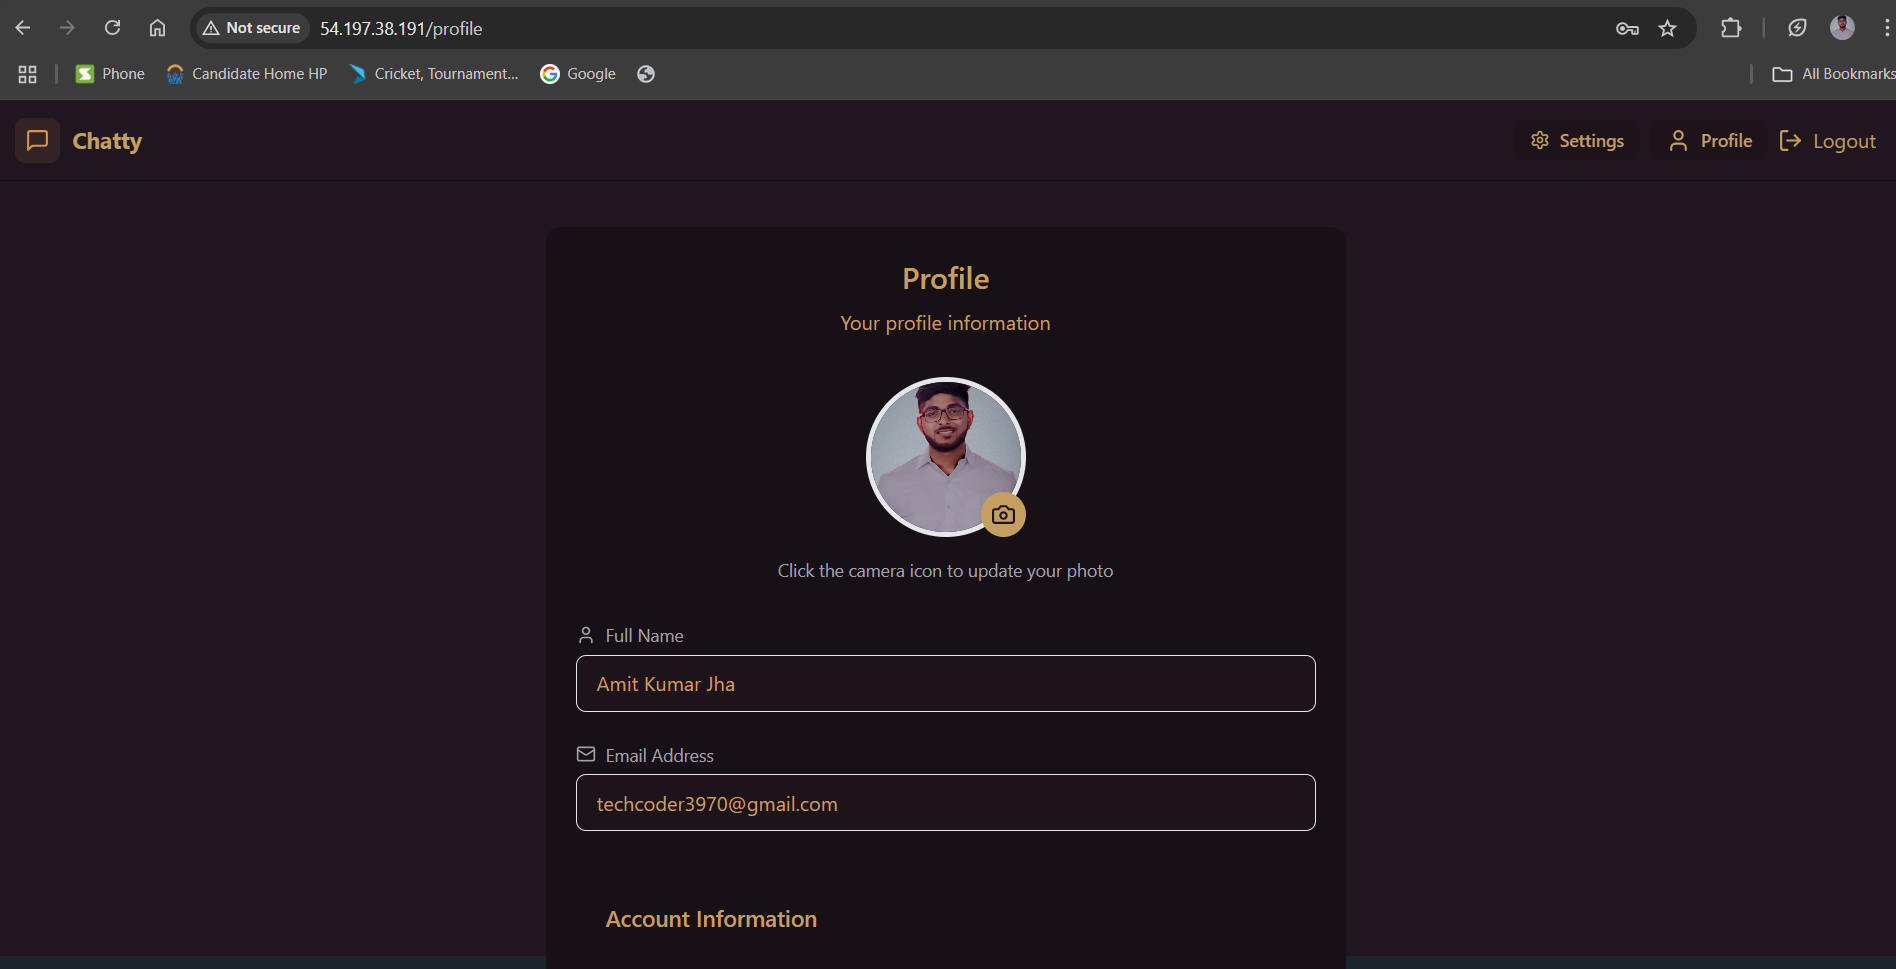 Not secure 54.197.38.191/profile
Phone Candidate Home HP Cricket, Tournament... Google All Bookmarks
Chatty Settings Profile Logout
Profile
Your profile information
Click the camera icon to update your photo
Full Name
Amit Kumar Jha
Email Address
techcoder3970@gmail.com
Account Information